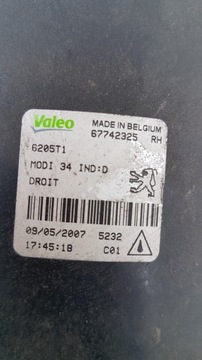 Valeo MADE IN BELGIUM
67742325 RH
6205T1
MODI 34 IND:D
DROIT
09/05/2007 5232
17:45:18 C01